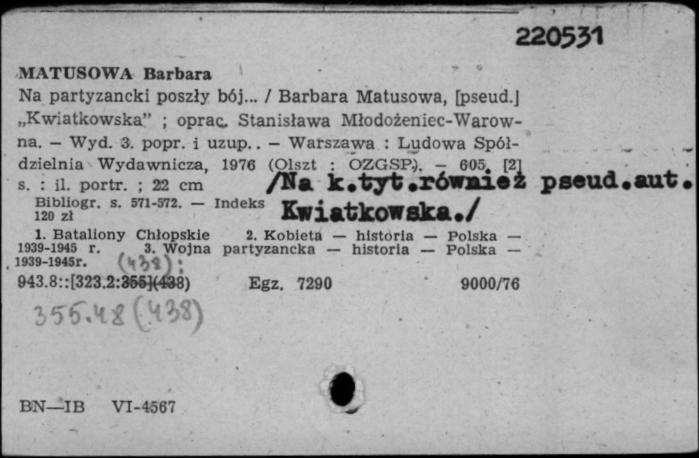 220531
MATUSOWA Barbara
Na partyzancki poszły bój... / Barbara Matusowa, [pseud.]
„Kwiatkowska” ; oprac. Stanisława Młodożeniec-Warow-
na. — Wyd. 3. popr. i uzup.. — Warszawa : Ludowa Spół-
dzielnia Wydawnicza, 1976 (Olszt : OZGSP). — 605, [2]
s. : il. portr. ; 22 cm /Na k.tyt.również pseud.aut.
Bibliogr. s. 571-572. — Indeks Kwiatkowska./
120 zł
1. Bataliony Chłopskie 2. Kobieta — historia — Polska —
1939-1945 r. 3. Wojna partyzancka — historia — Polska —
1939-1945r. (438):
943.8::[323.2:355](438) Egz. 7290 9000/76
355.48(438)
BN—IB VI-4567